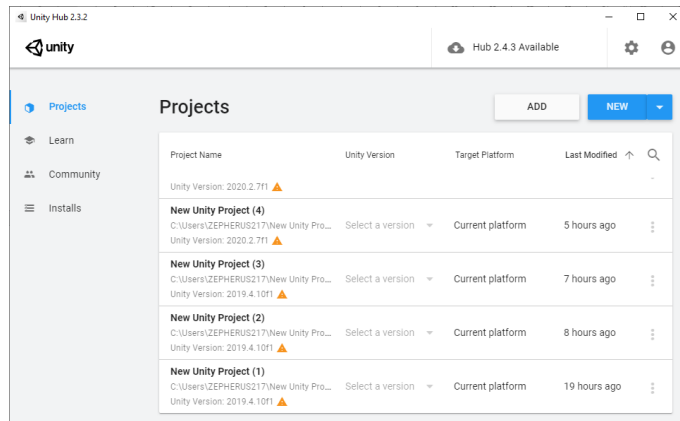 Unity Hub 2.3.2
unity
Hub 2.4.3 Available
Projects
Learn
Community
Installs
Projects
ADD
NEW
Project Name Unity Version Target Platform Last Modified
Unity Version: 2020.2.7f1
New Unity Project (4)
C:\Users\ZEPHERUS217\New Unity Pro... Select a version Current platform 5 hours ago
Unity Version: 2020.2.7f1
New Unity Project (3)
C:\Users\ZEPHERUS217\New Unity Pro... Select a version Current platform 7 hours ago
Unity Version: 2019.4.10f1
New Unity Project (2)
C:\Users\ZEPHERUS217\New Unity Pro... Select a version Current platform 8 hours ago
Unity Version: 2019.4.10f1
New Unity Project (1)
C:\Users\ZEPHERUS217\New Unity Pro... Select a version Current platform 19 hours ago
Unity Version: 2019.4.10f1